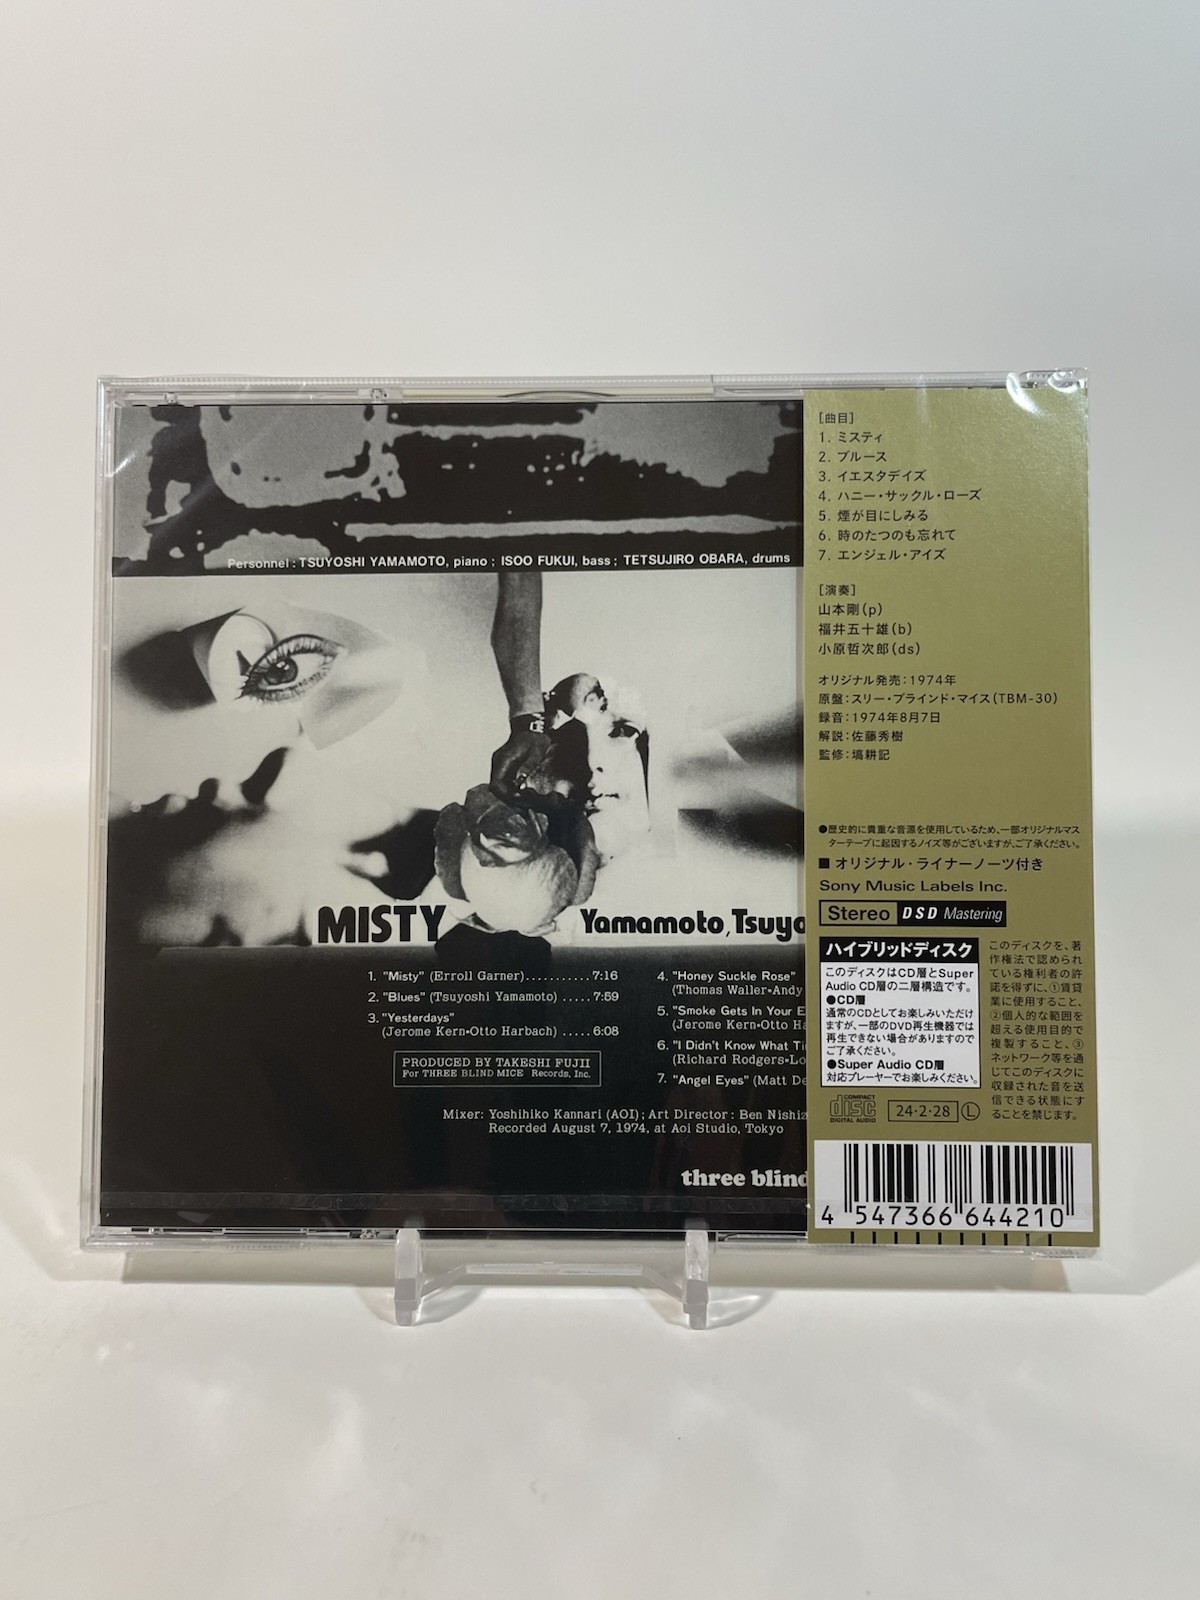 Personnel : TSUYOSHI YAMAMOTO, piano ; ISOO FUKUI, bass ; TETSUJIRO OBARA, drums
MISTY
Yamamoto, Tsuyo
1. "Misty" (Erroll Garner)...........7:16
2. "Blues" (Tsuyoshi Yamamoto) .....7:59
3. "Yesterdays"
(Jerome Kern•Otto Harbach) .....6:08
4. "Honey Suckle Rose"
(Thomas Waller•Andy
5. "Smoke Gets In Your E
(Jerome Kern•Otto Ha
6. "I Didn't Know What Ti
(Richard Rodgers•Lo
7. "Angel Eyes" (Matt De
PRODUCED BY TAKESHI FUJII
For THREE BLIND MICE Records, Inc.
Mixer: Yoshihiko Kannari (AOI) ; Art Director : Ben Nishiz
Recorded August 7, 1974, at Aoi Studio, Tokyo
three blind
[曲目]
1. ミスティ
2. ブルース
3. イエスタデイズ
4. ハニー・サックル・ローズ
5. 煙が目にしみる
6. 時のたつのも忘れて
7. エンジェル・アイズ
[演奏]
山本剛(p)
福井五十雄(b)
小原哲次郎(ds)
オリジナル発売：1974年
原盤：スリー・ブラインド・マイス(TBM-30)
録音：1974年8月7日
解説：佐藤秀樹
監修：塙耕記
●歴史的に貴重な音源を使用しているため、一部オリジナルマス
ターテープに起因するノイズ等がございますが、ご了承ください。
■ オリジナル・ライナーノーツ付き
Sony Music Labels Inc.
Stereo DSD Mastering
ハイブリッドディスク
このディスクはCD層とSuper
Audio CD層の二層構造です。
●CD層
通常のCDとしてお楽しみいただけ
ますが、一部のDVD再生機器では
再生できない場合がありますので
ご了承ください。
●Super Audio CD層
対応プレーヤーでお楽しみください。
このディスクを、著
作権法で認められ
ている権利者の許
諾を得ずに、①賃貸
業に使用すること、
②個人的な範囲を
超える使用目的で
複製すること、③
ネットワーク等を通
じてこのディスクに
収録された音を送
信できる状態にす
ることを禁じます。
COMPACT
disc
DIGITAL AUDIO
24・2・28 Ⓛ
4 547366 644210